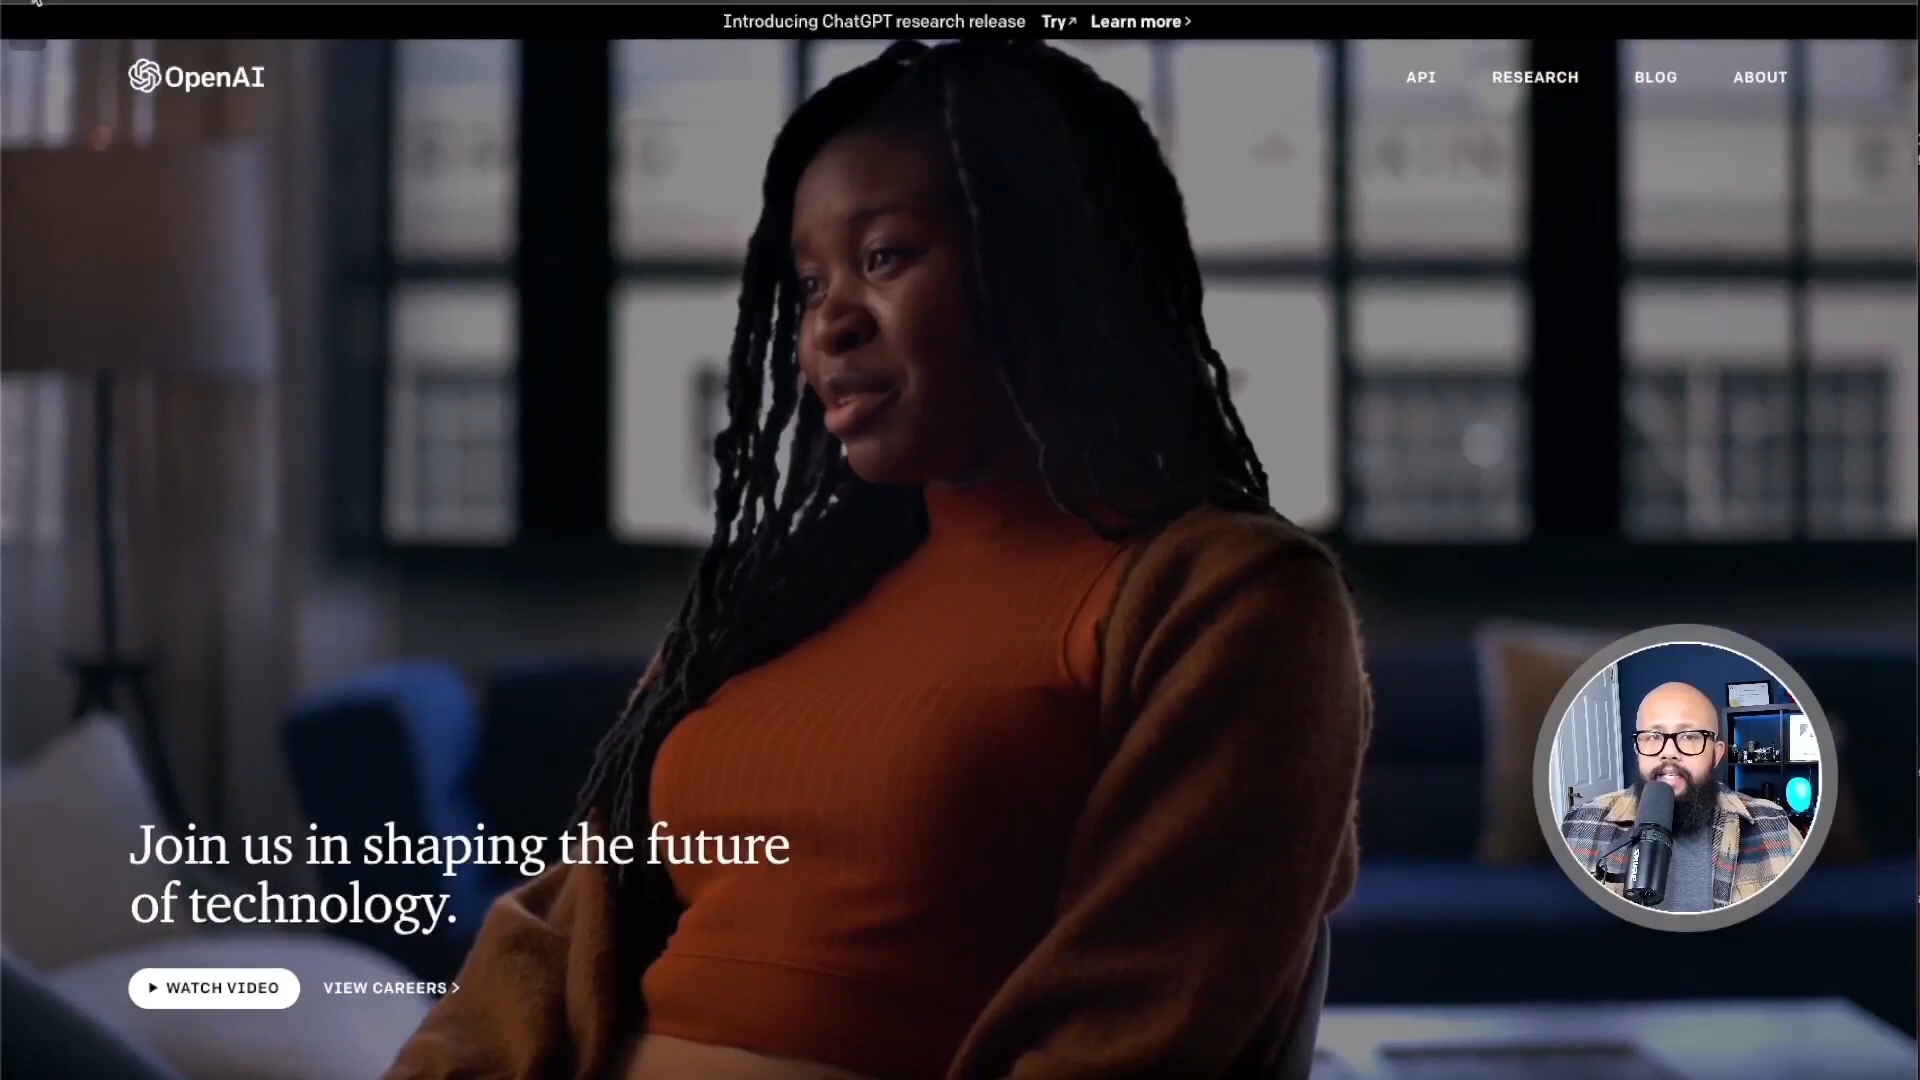 Introducing ChatGPT research release Try↗ Learn more >
OpenAI
API RESEARCH BLOG ABOUT
Join us in shaping the future
of technology.
WATCH VIDEO VIEW CAREERS >